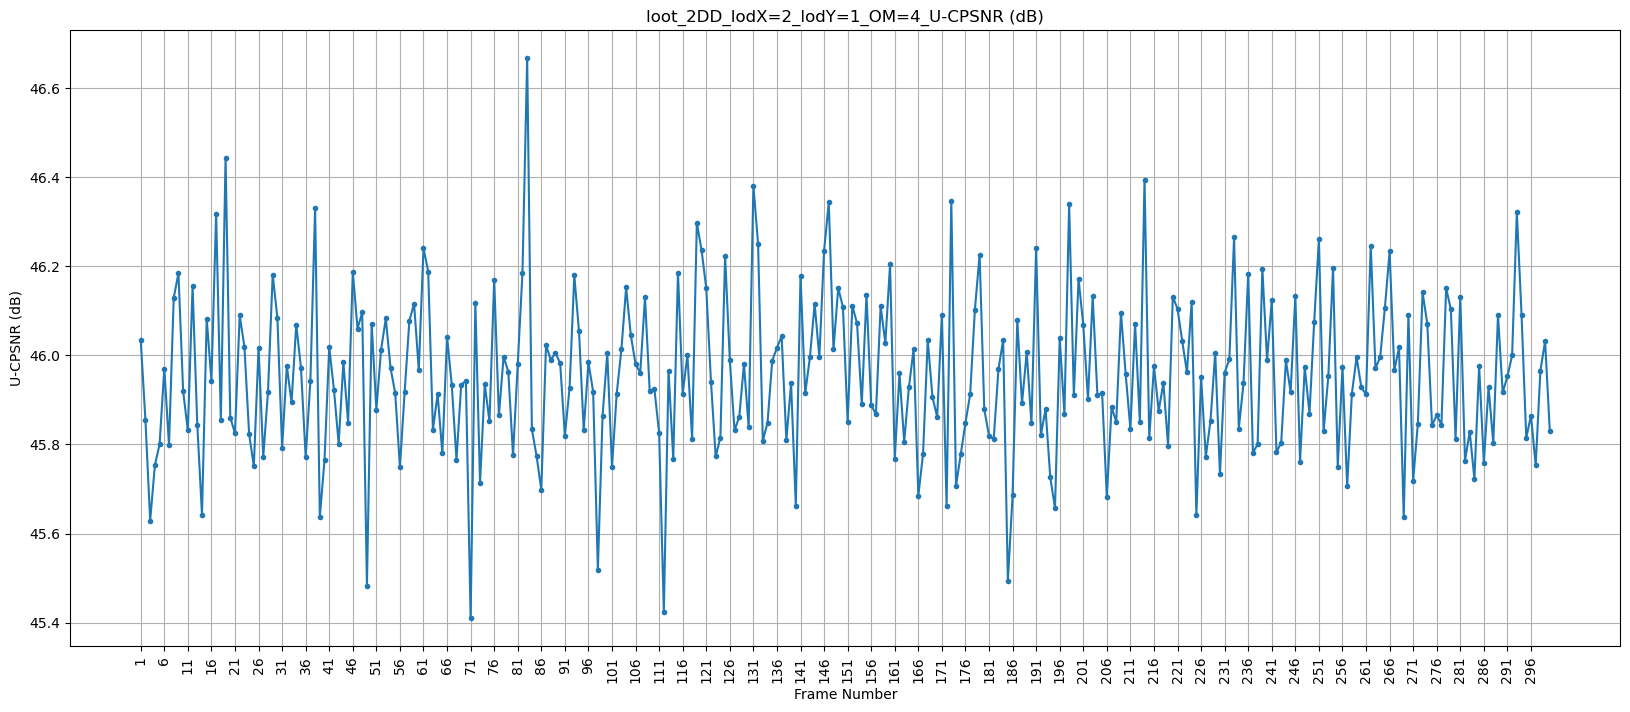 loot_2DD_lodX=2_lodY=1_OM=4_U-CPSNR (dB)
U-CPSNR (dB)
46.6
46.4
46.2
46.0
45.8
45.6
45.4
1 6 11 16 21 26 31 36 41 46 51 56 61 66 71 76 81 86 91 96 101 106 111 116 121 126 131 136 141 146 151 156 161 166 171 176 181 186 191 196 201 206 211 216 221 226 231 236 241 246 251 256 261 266 271 276 281 286 291 296
Frame Number